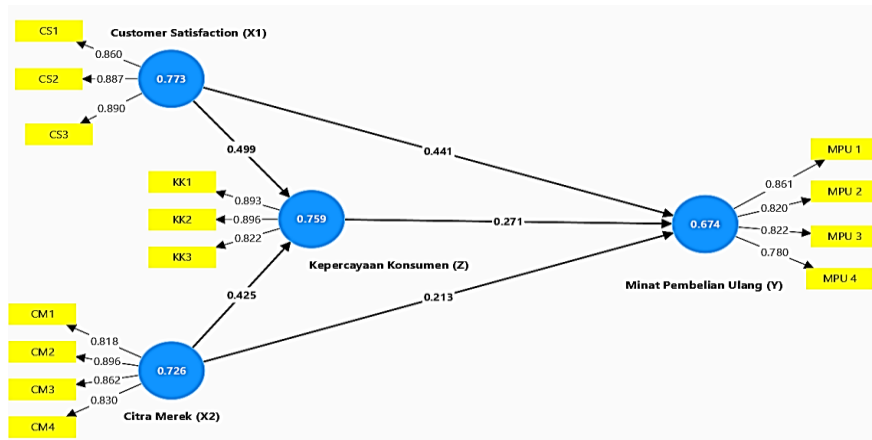 CS1
Customer Satisfaction (X1)
0.860
CS2
0.887
0.773
0.890
CS3
0.499
0.441
KK1
0.893
KK2
0.896
0.759
KK3
0.822
Kepercayaan Konsumen (Z)
0.271
MPU 1
0.861
MPU 2
0.820
0.674
0.822
MPU 3
0.780
MPU 4
Minat Pembelian Ulang (Y)
0.425
0.213
CM1
0.818
CM2
0.896
0.726
CM3
0.862
0.830
CM4
Citra Merek (X2)